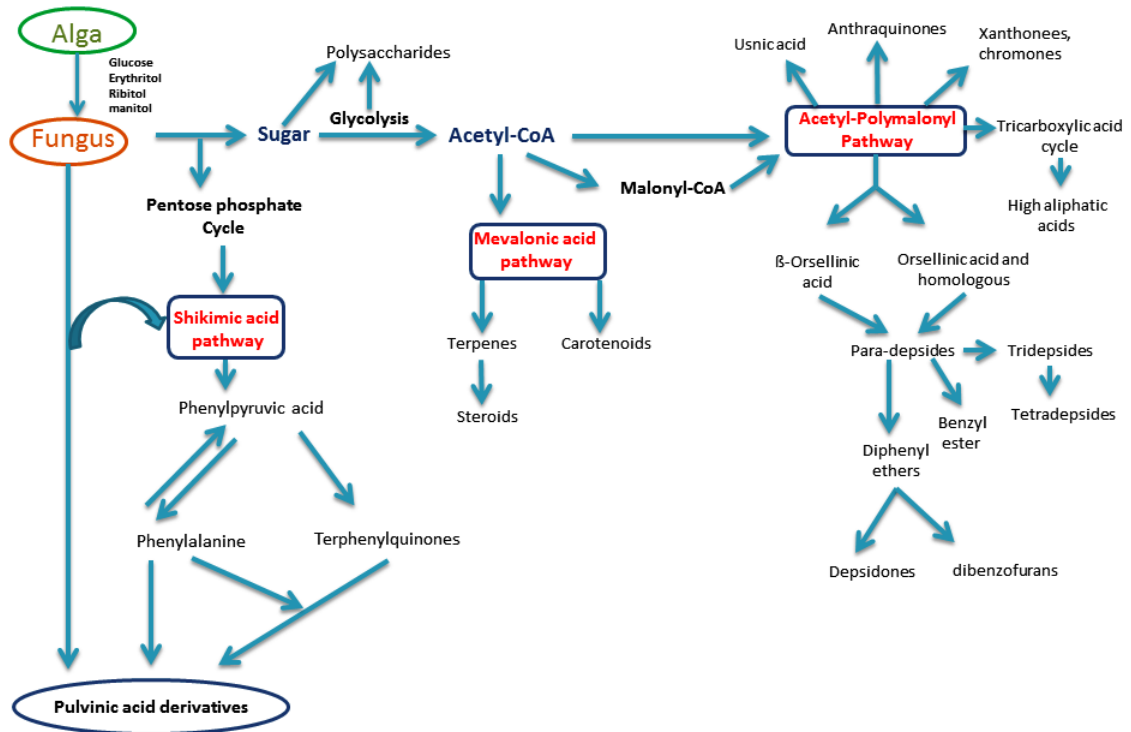 Alga
Glucose
Erythritol
Ribitol
manitol
Fungus
Polysaccharides
Sugar
Glycolysis
Acetyl-CoA
Malonyl-CoA
Usnic acid
Anthraquinones
Xanthonees,
chromones
Acetyl-Polymalonyl
Pathway
Tricarboxylic acid
cycle
High aliphatic
acids
Pentose phosphate
Cycle
Mevalonic acid
pathway
Shikimic acid
pathway
Terpenes
Carotenoids
Steroids
ß-Orsellinic
acid
Orsellinic acid and
homologous
Para-depsides
Tridepsides
Tetradepsides
Benzyl
ester
Diphenyl
ethers
Depsidones
dibenzofurans
Phenylpyruvic acid
Phenylalanine
Terphenylquinones
Pulvinic acid derivatives